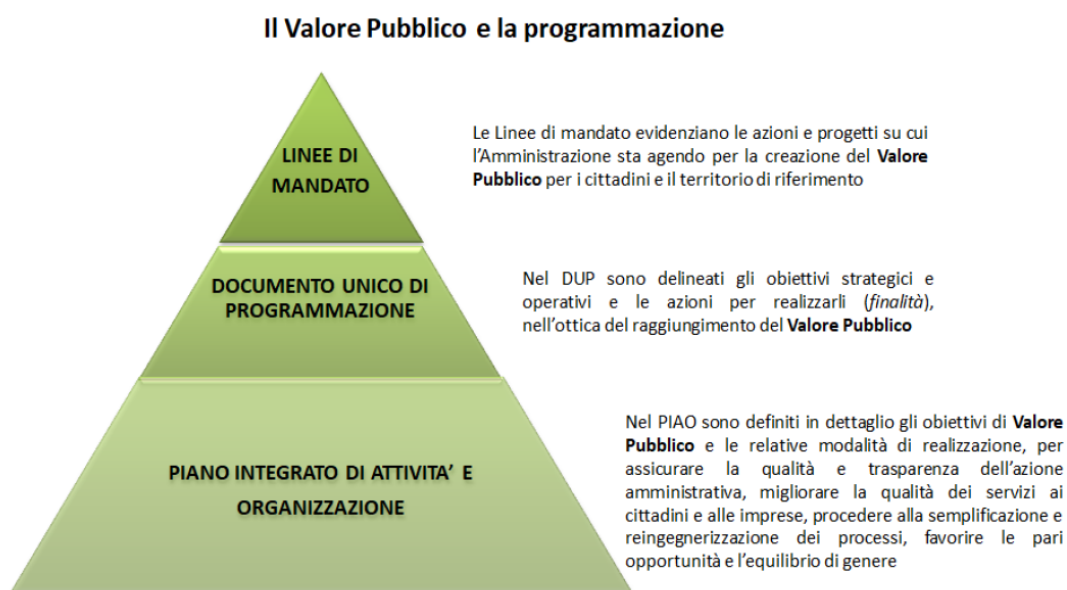 Il Valore Pubblico e la programmazione
LINEE DI
MANDATO
Le Linee di mandato evidenziano le azioni e progetti su cui
l’Amministrazione sta agendo per la creazione del Valore
Pubblico per i cittadini e il territorio di riferimento
DOCUMENTO UNICO DI
PROGRAMMAZIONE
Nel DUP sono delineati gli obiettivi strategici e
operativi e le azioni per realizzarli (finalità),
nell’ottica del raggiungimento del Valore Pubblico
PIANO INTEGRATO DI ATTIVITA’ E
ORGANIZZAZIONE
Nel PIAO sono definiti in dettaglio gli obiettivi di Valore
Pubblico e le relative modalità di realizzazione, per
assicurare la qualità e trasparenza dell’azione
amministrativa, migliorare la qualità dei servizi ai
cittadini e alle imprese, procedere alla semplificazione e
reingegnerizzazione dei processi, favorire le pari
opportunità e l’equilibrio di genere